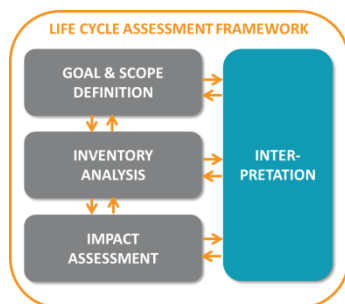 LIFE CYCLE ASSESSMENT FRAMEWORK
GOAL & SCOPE
DEFINITION
INVENTORY
ANALYSIS
IMPACT
ASSESSMENT
INTER-
PRETATION